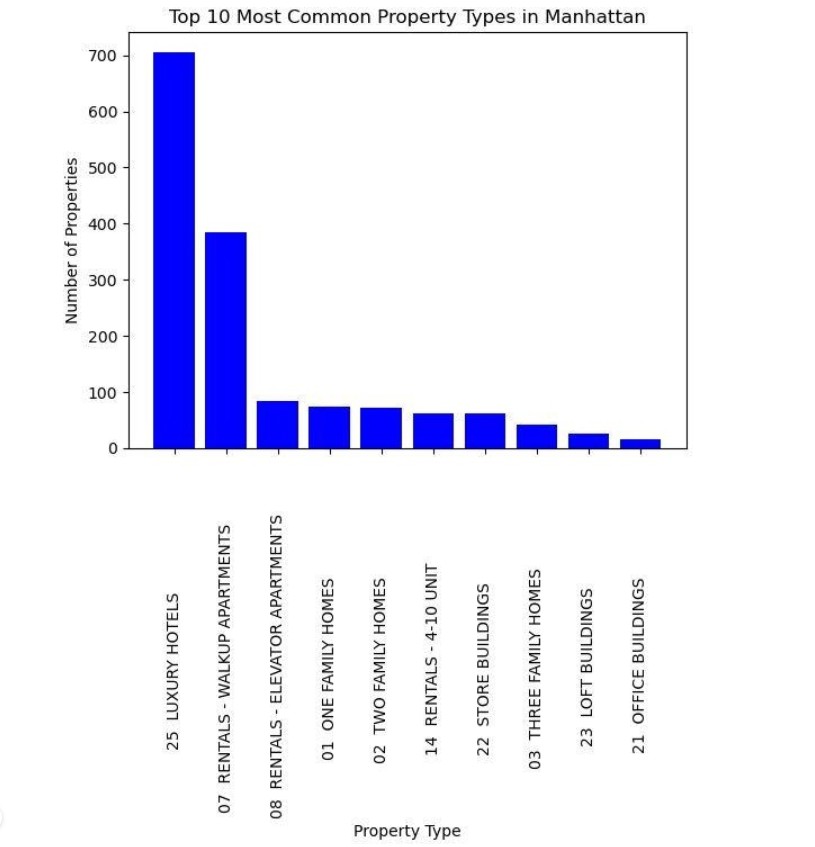 Top 10 Most Common Property Types in Manhattan
Number of Properties
700
600
500
400
300
200
100
0
25  LUXURY HOTELS
07  RENTALS - WALKUP APARTMENTS
08  RENTALS - ELEVATOR APARTMENTS
01  ONE FAMILY HOMES
02  TWO FAMILY HOMES
14  RENTALS - 4-10 UNIT
22  STORE BUILDINGS
03  THREE FAMILY HOMES
23  LOFT BUILDINGS
21  OFFICE BUILDINGS
Property Type